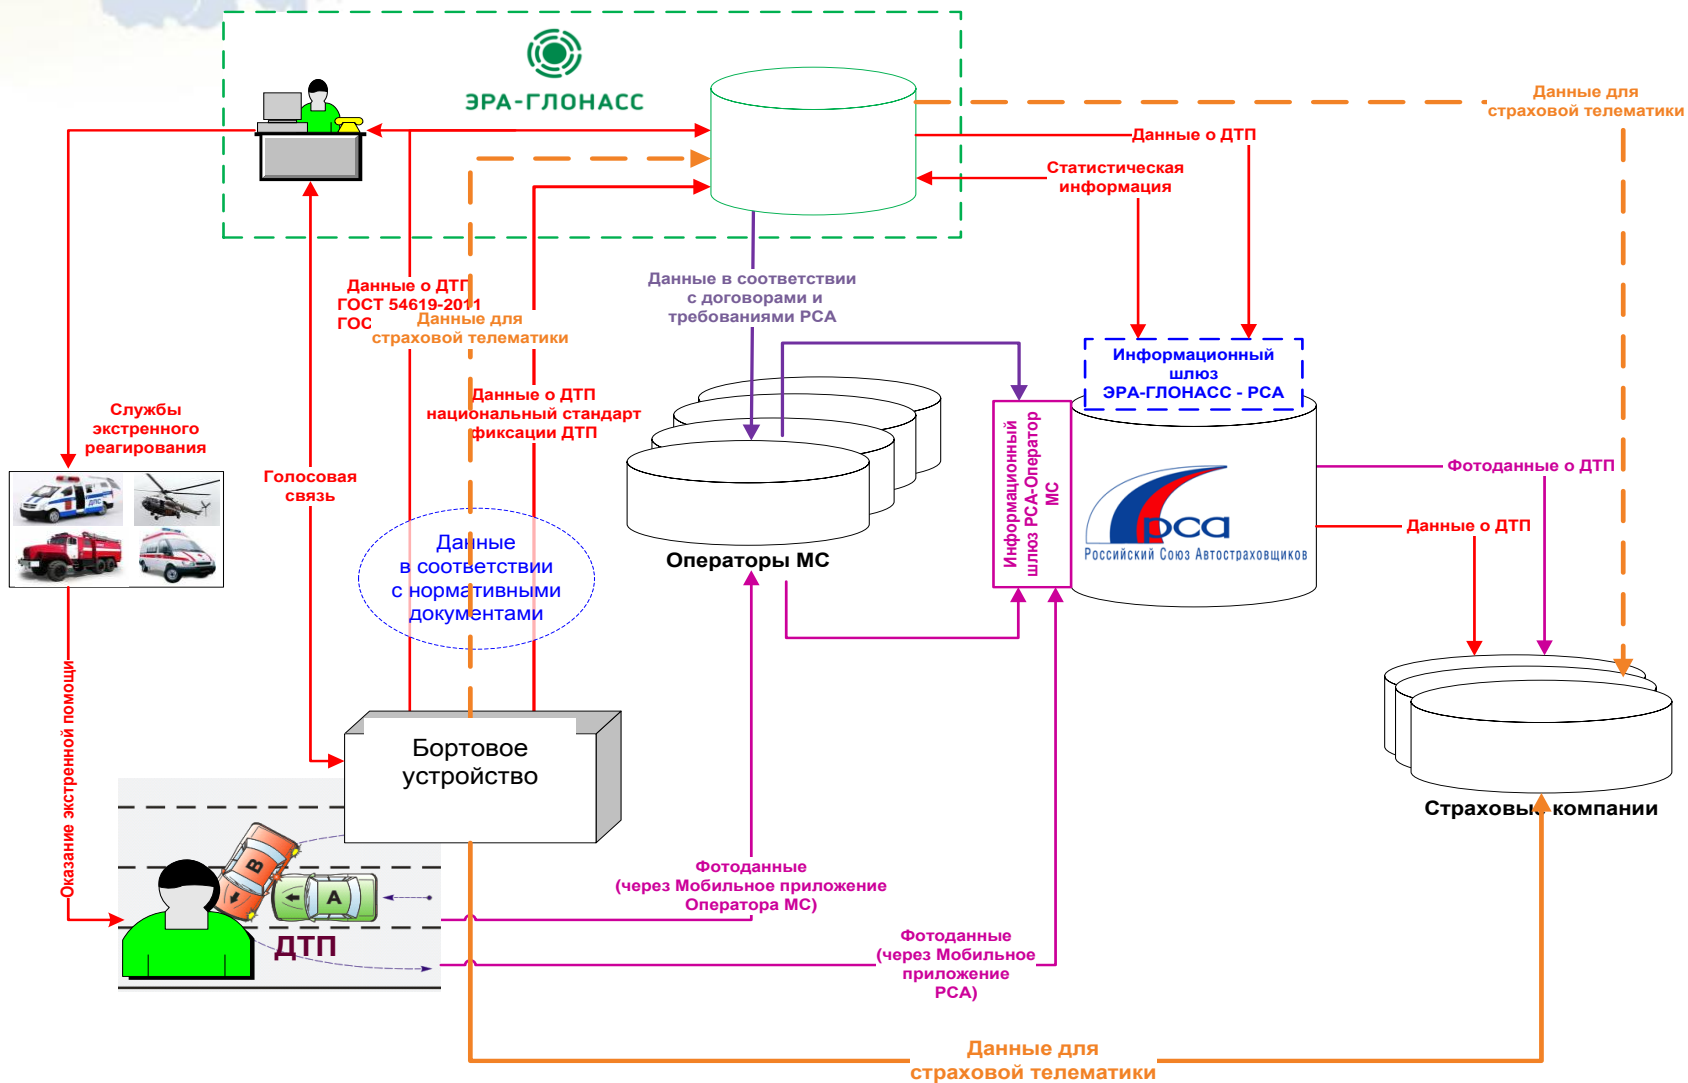 ЭРА-ГЛОНАСС
Данные для
страховой телематики
Данные о ДТП
Статистическая
информация
Данные о ДТП
ГОСТ 54619-2011
ГОС
Данные для
страховой телематики
Данные в соответствии
с договорами и
требованиями РСА
Информационный
шлюз
ЭРА-ГЛОНАСС - РСА
Данные о ДТП
национальный стандарт
фиксации ДТП
Службы
экстренного
реагирования
ДПС
Голосовая
связь
Информационный
шлюз РСА-Оператор
МС
рса
Российский Союз Автостраховщиков
Фотоданные о ДТП
Данные о ДТП
Данные
в соответствии
с нормативными
документами
Операторы МС
Оказание экстренной помощи
Бортовое
устройство
Страховые компании
B
A
ДТП
Фотоданные
(через Мобильное приложение
Оператора МС)
Фотоданные
(через Мобильное
приложение
РСА)
Данные для
страховой телематики